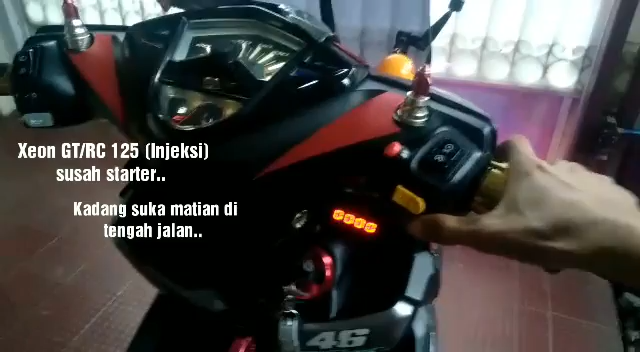 Xeon GT/RC 125 (Injeksi)
susah starter..
Kadang suka matian di
tengah jalan..
46